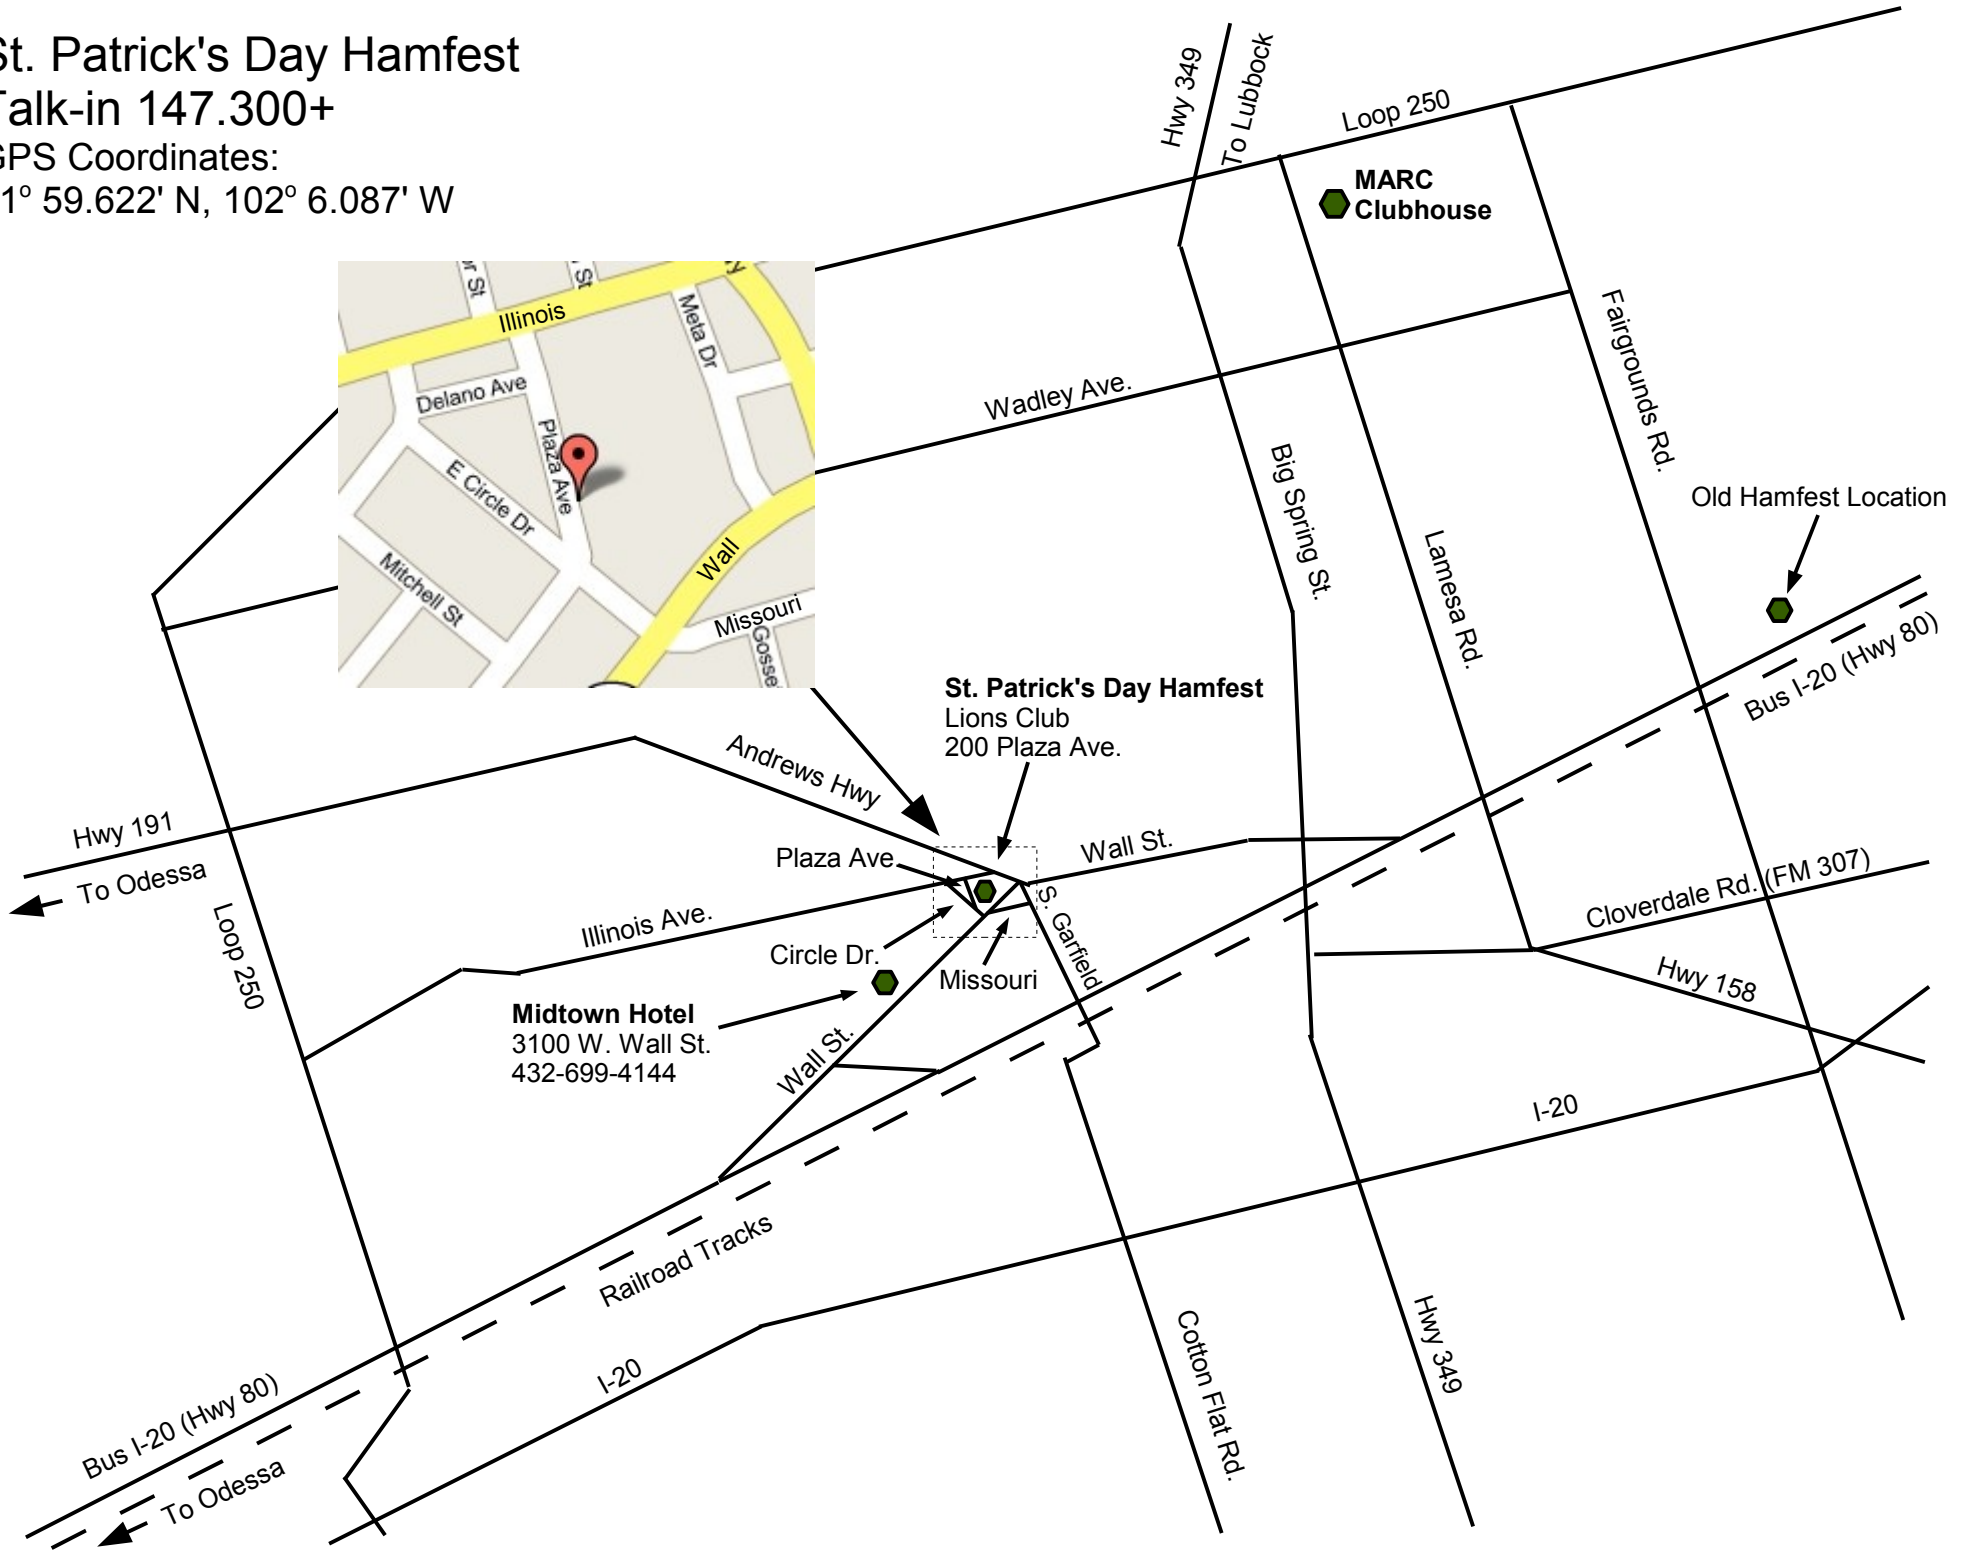 St. Patrick's Day Hamfest
Talk-in 147.300+
GPS Coordinates:
1° 59.622' N, 102° 6.087' W
Hwy 349
To Lubbock
Loop 250
MARC
Clubhouse
Illinois
St
St
Meta Dr
Delano Ave
Plaza Ave
E Circle Dr
Mitchell St
Wall
Missouri
Gosse
Wadley Ave.
Fairgrounds Rd.
Big Spring St.
Lamesa Rd.
Old Hamfest Location
Bus I-20 (Hwy 80)
St. Patrick's Day Hamfest
Lions Club
200 Plaza Ave.
Andrews Hwy
Hwy 191
To Odessa
Plaza Ave.
Wall St.
Illinois Ave.
S. Garfield
Cloverdale Rd. (FM 307)
Loop 250
Circle Dr.
Missouri
Hwy 158
Midtown Hotel
3100 W. Wall St.
432-699-4144
Wall St.
I-20
Railroad Tracks
Hwy 349
Cotton Flat Rd.
I-20
Bus I-20 (Hwy 80)
To Odessa